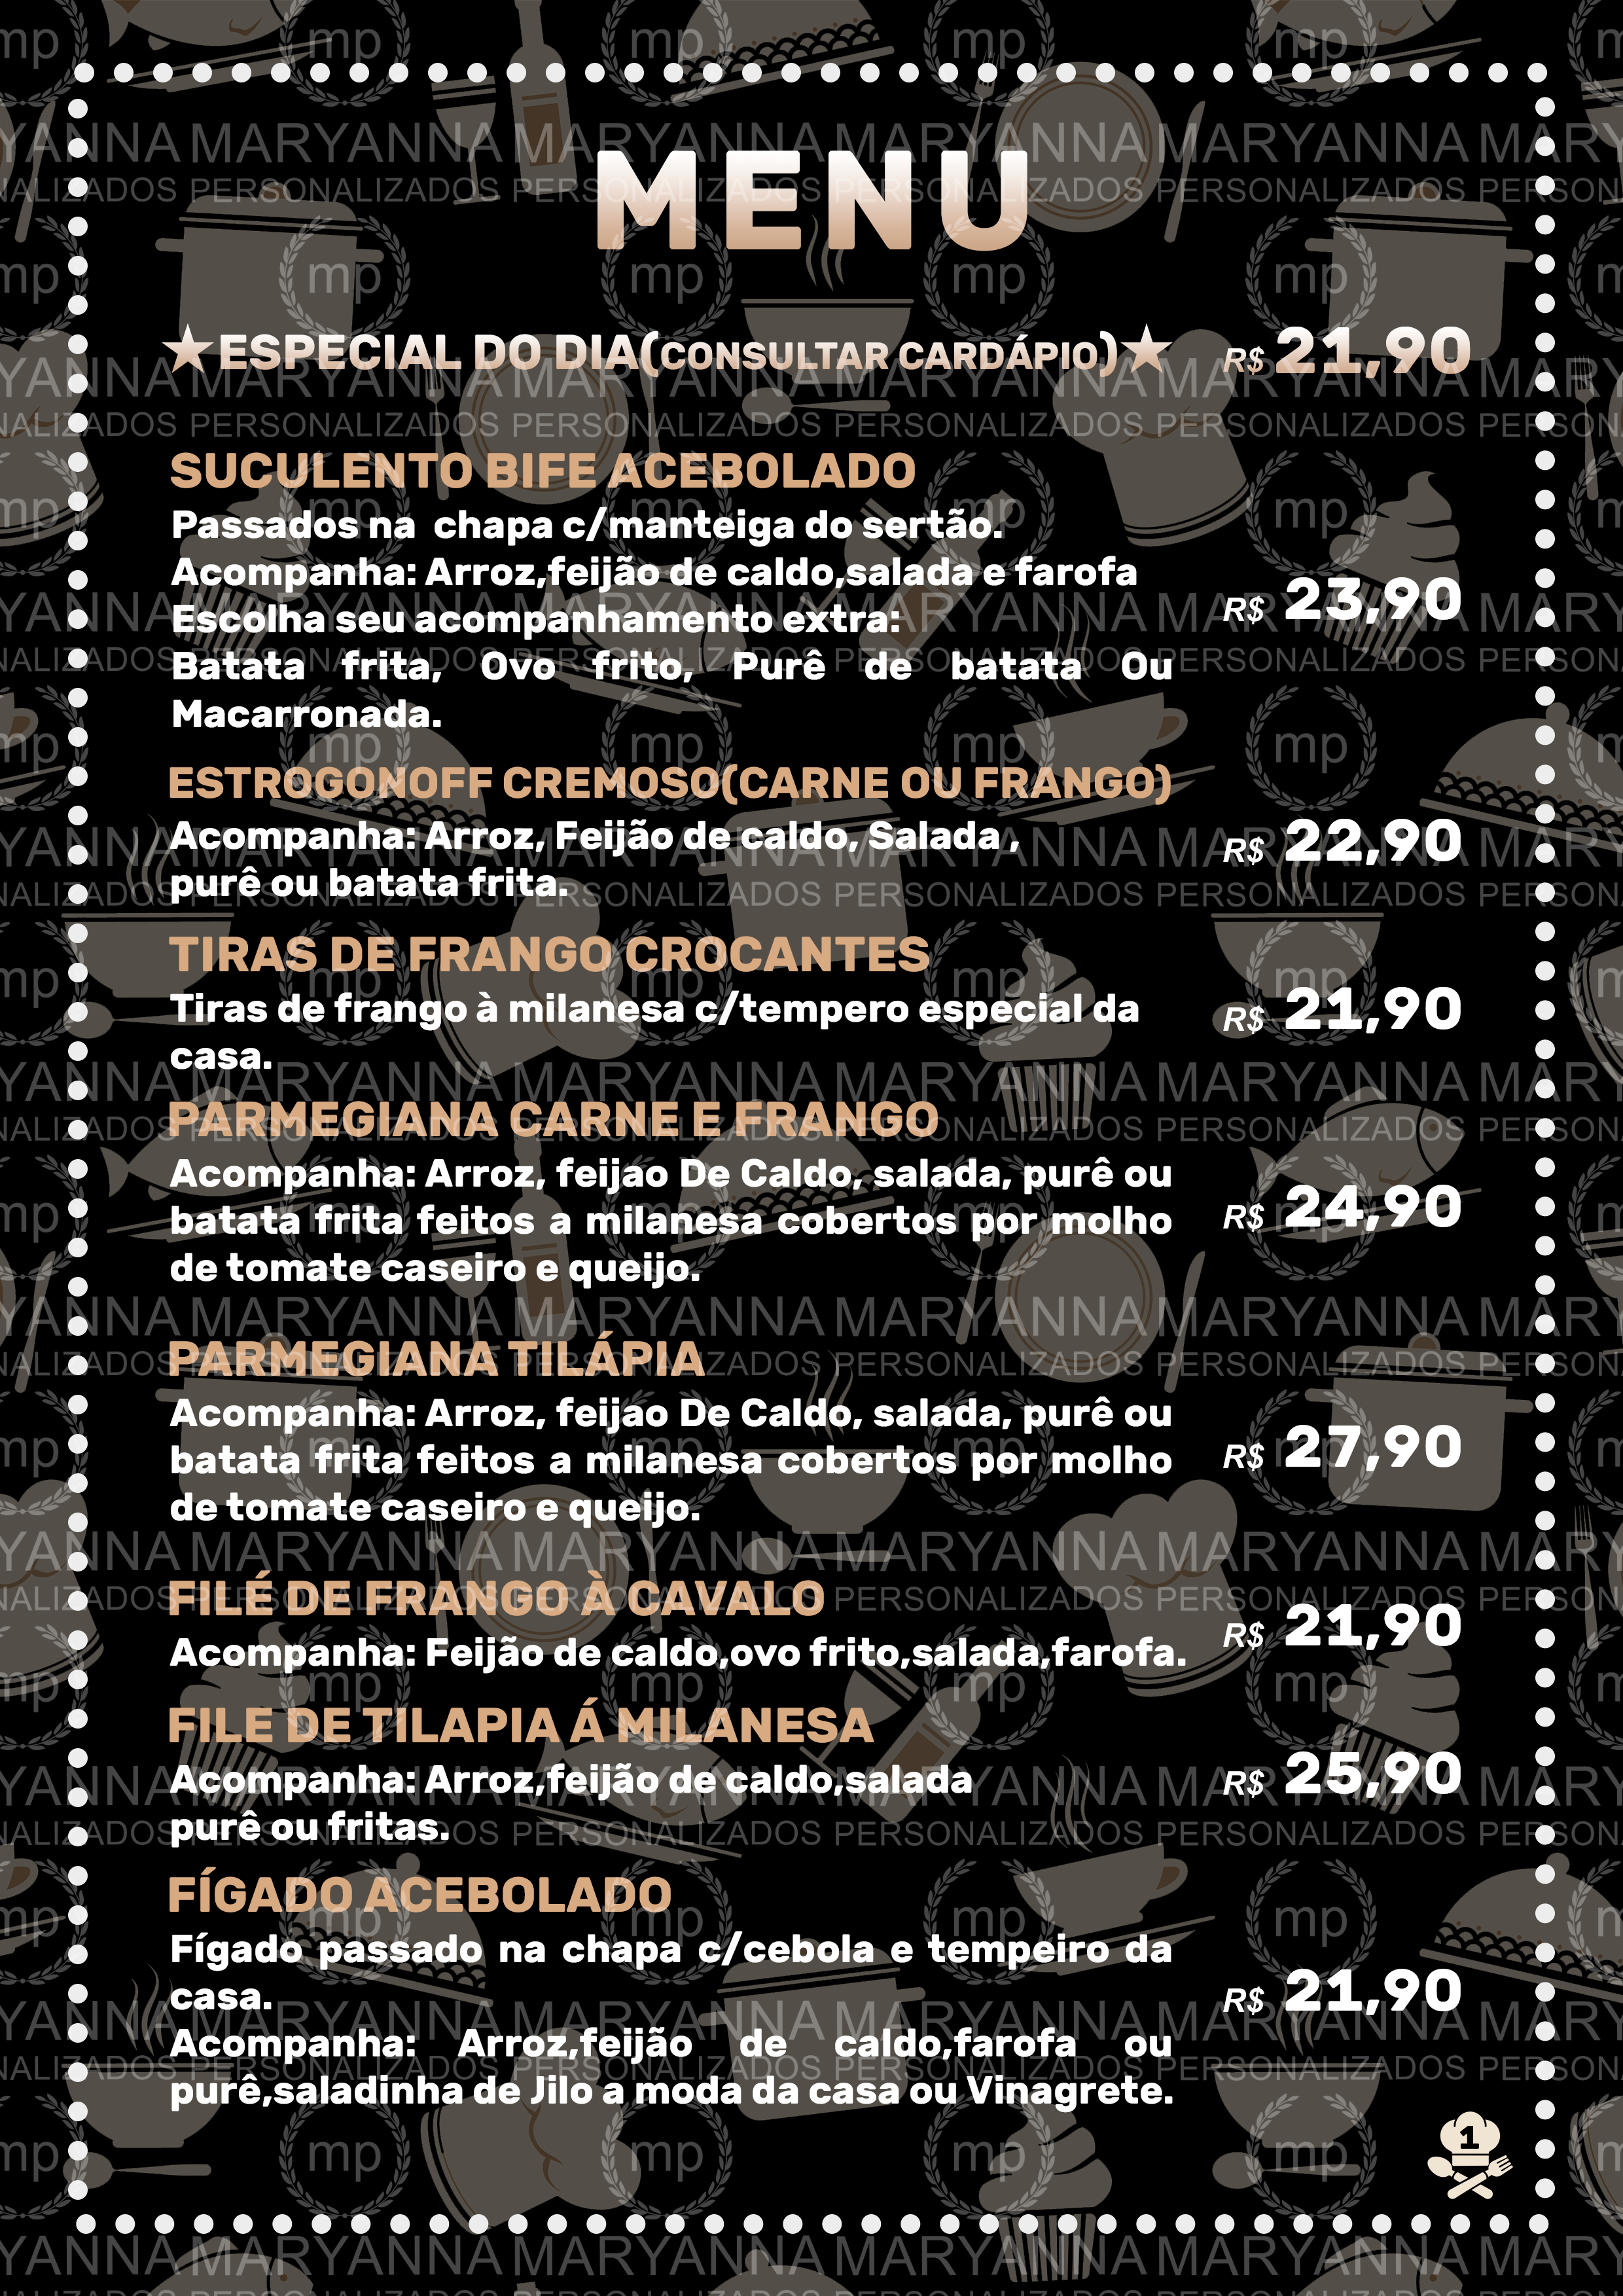 MENU
★ESPECIAL DO DIA(CONSULTAR CARDÁPIO)★ R$ 21,90
SUCULENTO BIFE ACEBOLADO
Passados na chapa c/manteiga do sertão.
Acompanha: Arroz,feijão de caldo,salada e farofa
Escolha seu acompanhamento extra:
R$ 23,90
Batata frita, Ovo frito, Purê de batata Ou
Macarronada.
ESTROGONOFF CREMOSO(CARNE OU FRANGO)
Acompanha: Arroz, Feijão de caldo, Salada ,
R$ 22,90
purê ou batata frita.
TIRAS DE FRANGO CROCANTES
Tiras de frango à milanesa c/tempero especial da
R$ 21,90
casa.
PARMEGIANA CARNE E FRANGO
Acompanha: Arroz, feijao De Caldo, salada, purê ou
batata frita feitos a milanesa cobertos por molho
R$ 24,90
de tomate caseiro e queijo.
PARMEGIANA TILÁPIA
Acompanha: Arroz, feijao De Caldo, salada, purê ou
batata frita feitos a milanesa cobertos por molho
R$ 27,90
de tomate caseiro e queijo.
FILÉ DE FRANGO À CAVALO
R$ 21,90
Acompanha: Feijão de caldo,ovo frito,salada,farofa.
FILE DE TILAPIA Á MILANESA
Acompanha: Arroz,feijão de caldo,salada
R$ 25,90
purê ou fritas.
FÍGADO ACEBOLADO
Fígado passado na chapa c/cebola e tempeiro da
casa.
R$ 21,90
Acompanha: Arroz,feijão de caldo,farofa ou
purê,saladinha de Jilo a moda da casa ou Vinagrete.
1
mp
MARYANNA
PERSONALIZADOS